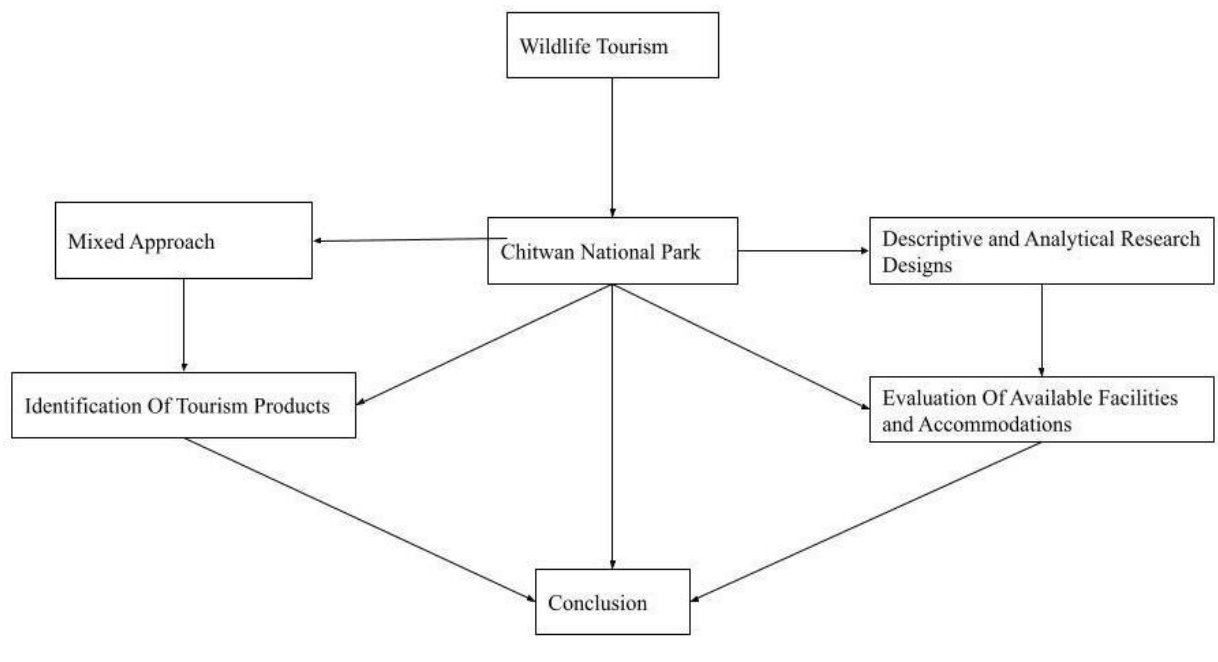 Wildlife Tourism
Mixed Approach
Chitwan National Park
Descriptive and Analytical Research
Designs
Identification Of Tourism Products
Evaluation Of Available Facilities
and Accommodations
Conclusion